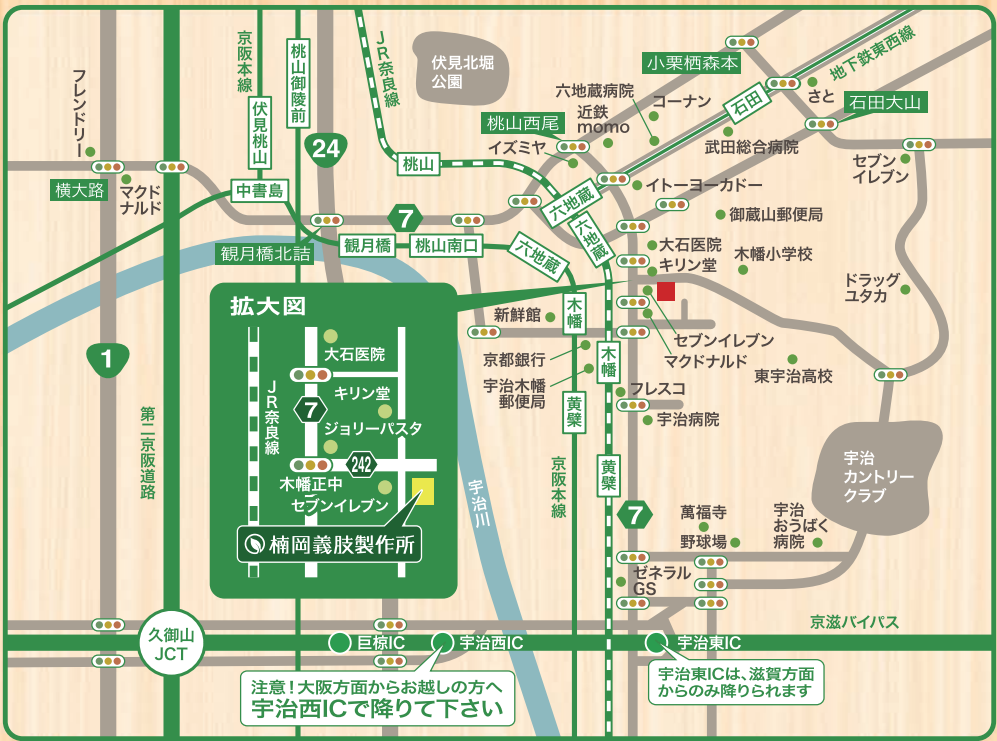 京阪本線
桃山御陵前
24
JR奈良線
伏見北堀
公園
小栗栖森本
地下鉄東西線
フレンドリー
伏見桃山
六地蔵病院
コーナン
石田
さと
石田大山
桃山西尾
近鉄
momo
イズミヤ
武田総合病院
桃山
セブン
イレブン
横大路
マクド
ナルド
中書島
六地蔵
イトーヨーカドー
7
御蔵山郵便局
六地蔵
観月橋北詰
観月橋
桃山南口
六地蔵
大石医院
キリン堂
木幡小学校
ドラッグ
ユタカ
拡大図
大石医院
キリン堂
JR奈良線
7
ジョリーパスタ
242
木幡正中
セブンイレブン
楠岡義肢製作所
新鮮館
木幡
セブンイレブン
マクドナルド
1
京都銀行
木幡
東宇治高校
宇治木幡
郵便局
フレスコ
黄檗
宇治病院
第二京阪道路
宇治川
京阪本線
黄檗
宇治
カントリー
クラブ
7
萬福寺
野球場
宇治
おうばく
病院
ゼネラル
GS
京滋バイパス
久御山
JCT
巨椋IC
宇治西IC
宇治東IC
注意!大阪方面からお越しの方へ
宇治西ICで降りて下さい
宇治東ICは、滋賀方面
からのみ降りられます